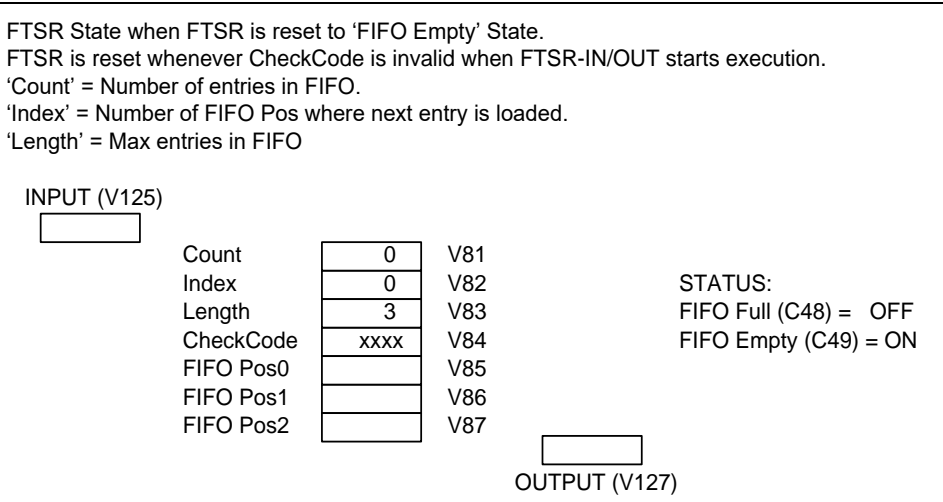 FTSR State when FTSR is reset to ‘FIFO Empty’ State.
FTSR is reset whenever CheckCode is invalid when FTSR-IN/OUT starts execution.
‘Count’ = Number of entries in FIFO.
‘Index’ = Number of FIFO Pos where next entry is loaded.
‘Length’ = Max entries in FIFO
INPUT (V125)
Count 0 V81
Index 0 V82 STATUS:
Length 3 V83 FIFO Full (C48) = OFF
CheckCode xxxx V84 FIFO Empty (C49) = ON
FIFO Pos0 V85
FIFO Pos1 V86
FIFO Pos2 V87
OUTPUT (V127)